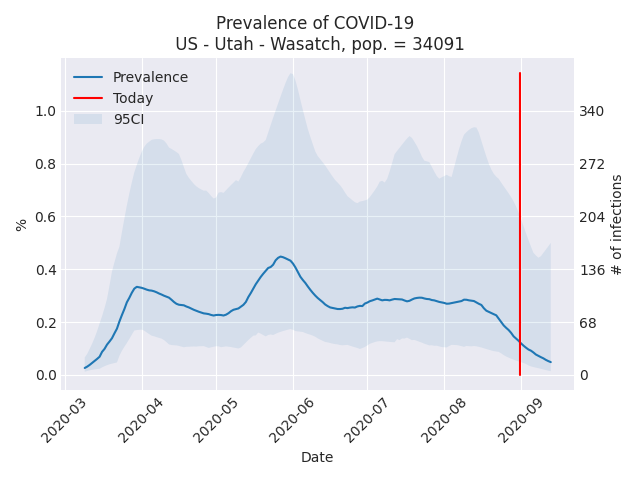 Prevalence of COVID-19
US - Utah - Wasatch, pop. = 34091
Prevalence
Today
95CI
%
1.0
0.8
0.6
0.4
0.2
0.0
340
272
204
136
68
0
# of infections
2020-03
2020-04
2020-05
2020-06
2020-07
2020-08
2020-09
Date